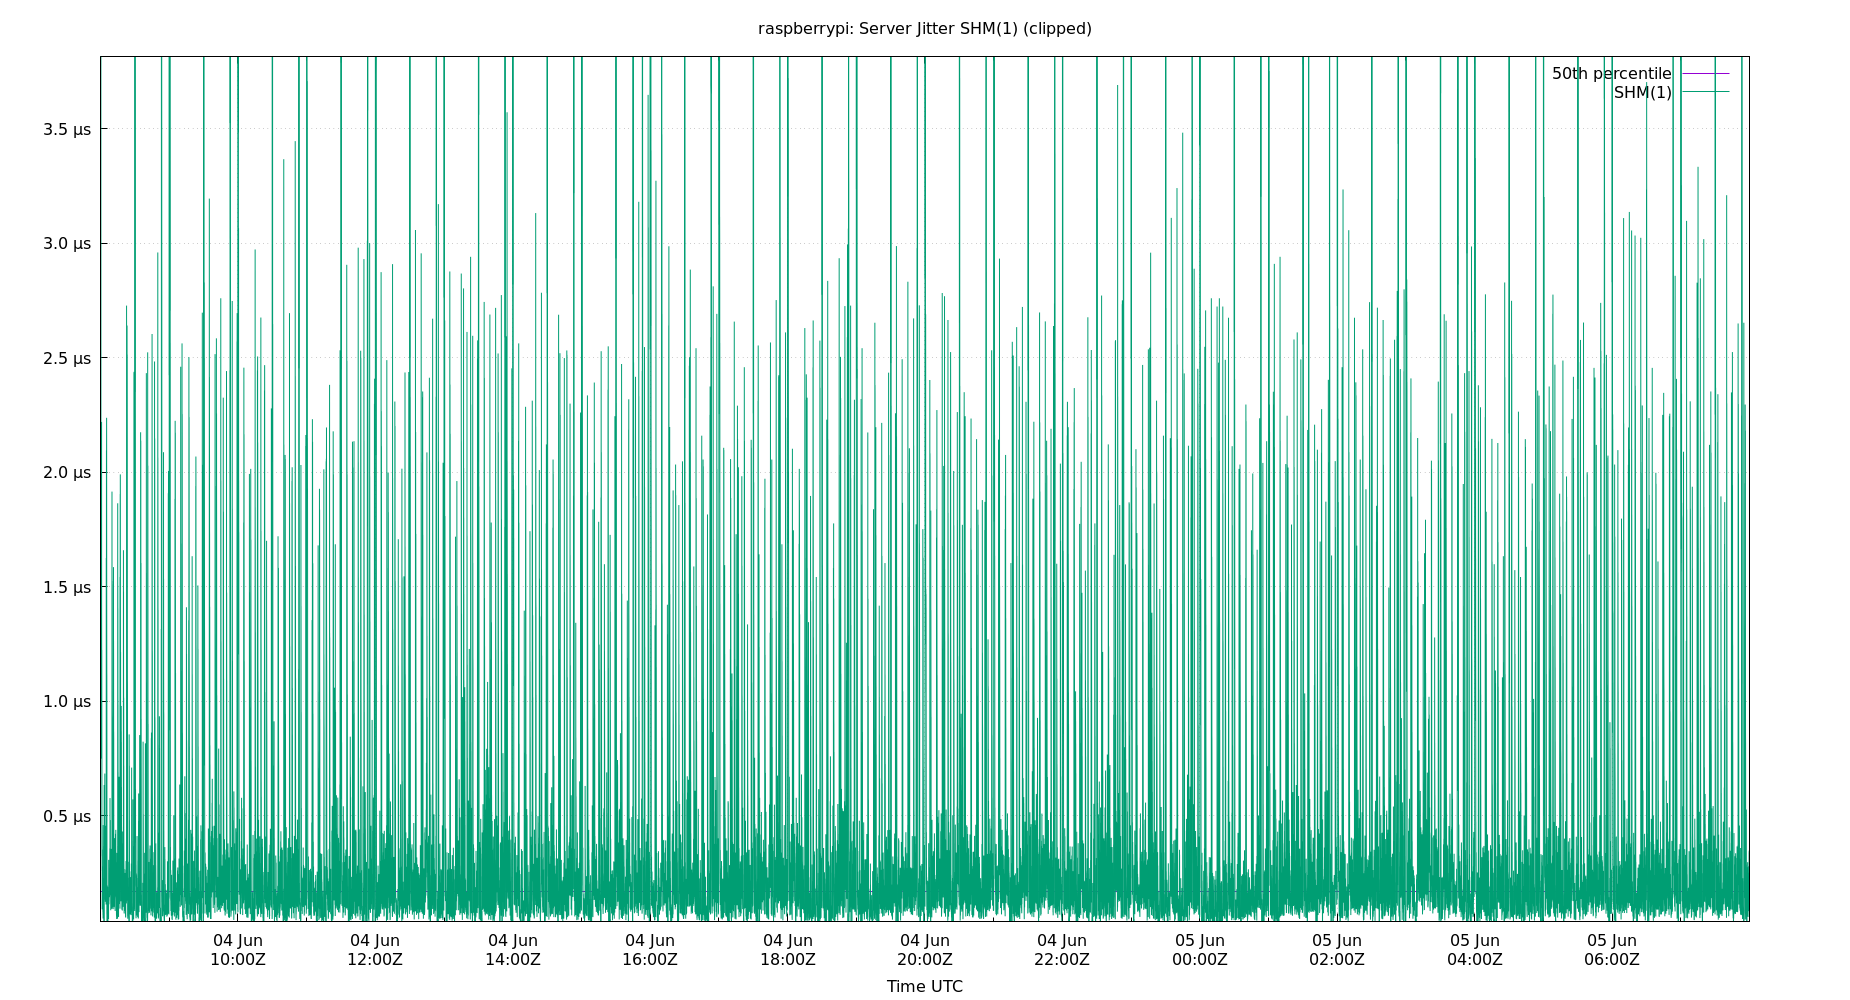 raspberrypi: Server Jitter SHM(1) (clipped)
50th percentile
SHM(1)
3.5 µs
3.0 µs
2.5 µs
2.0 µs
1.5 µs
1.0 µs
0.5 µs
04 Jun 04 Jun 04 Jun 04 Jun 04 Jun 04 Jun 04 Jun 05 Jun 05 Jun 05 Jun 05 Jun
10:00Z 12:00Z 14:00Z 16:00Z 18:00Z 20:00Z 22:00Z 00:00Z 02:00Z 04:00Z 06:00Z
Time UTC